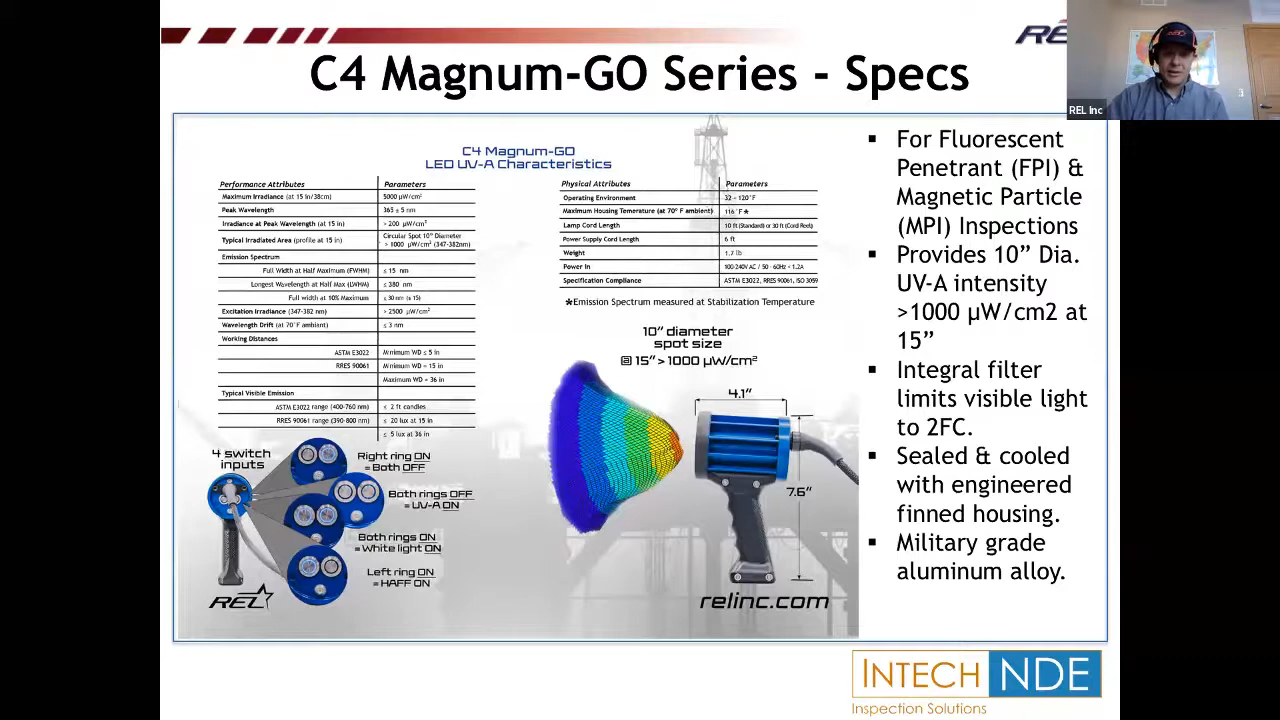 REL
C4 Magnum-GO Series - Specs
REL Inc
C4 Magnum-GO
LED UV-A Characteristics
Performance Attributes Parameters
Maximum Irradiance (at 15 in/38cm) 5000 μW/cm²
Peak Wavelength 365 ± 5 nm
Irradiance at Peak Wavelength (at 15 in) > 200 μW/cm²
Typical Irradiated Area (profile at 15 in) Circular Spot 10" Diameter
> 1000 μW/cm² (347-382nm)
Emission Spectrum
Full Width at Half Maximum (FWHM) ≤ 15 nm
Longest Wavelength at Half Max (LWHM) ≤ 380 nm
Full width at 10% Maximum ≤ 30 nm (± 15)
Excitation Irradiance (347-382 nm) > 2500 μW/cm²
Wavelength Drift (at 70°F ambient) ≤ 3 nm
Working Distances
ASTM E3022 Minimum WD ≤ 5 in
RRES 90061 Minimum WD = 15 in
Maximum WD = 36 in
Typical Visible Emission
ASTM E3022 range (400-760 nm) ≤ 2 ft candles
RRES 90061 range (390-800 nm) ≤ 20 lux at 15 in
≤ 5 lux at 36 in
Physical Attributes Parameters
Operating Environment 32 - 120°F
Maximum Housing Temerature (at 70° F ambient) 116°F*
Lamp Cord Length 10 ft (Standard) or 30 ft (Cord Reel)
Power Supply Cord Length 6 ft
Weight 1.7 lb
Power In 100-240V AC / 50 - 60Hz < 1.2A
Specification Compliance ASTM E3022, RRES 90061, ISO 3059
*Emission Spectrum measured at Stabilization Temperature
10" diameter
spot size
@ 15" > 1000 μW/cm²
4.1"
7.6"
4 switch
inputs
Right ring ON
= Both OFF
Both rings OFF
= UV-A ON
Both rings ON
= White light ON
Left ring ON
= HAFF ON
REL
relinc.com
▪ For Fluorescent
Penetrant (FPI) &
Magnetic Particle
(MPI) Inspections
▪ Provides 10” Dia.
UV-A intensity
>1000 μW/cm2 at
15”
▪ Integral filter
limits visible light
to 2FC.
▪ Sealed & cooled
with engineered
finned housing.
▪ Military grade
aluminum alloy.
INTECH NDE
Inspection Solutions